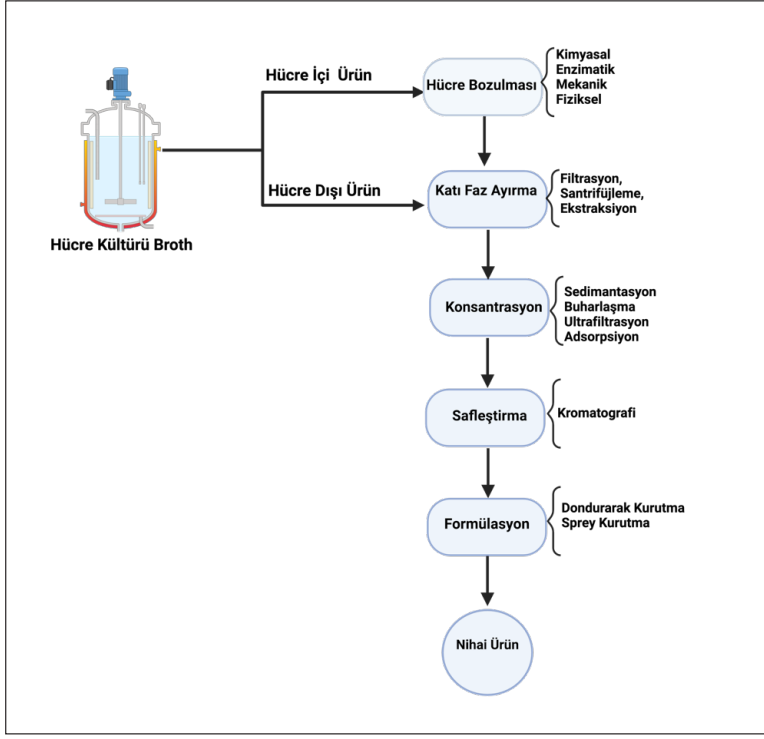 Hücre Kültürü Broth
Hücre İçi Ürün
Hücre Dışı Ürün
Hücre Bozulması
Kimyasal
Enzimatik
Mekanik
Fiziksel
Katı Faz Ayırma
Filtrasyon,
Santrifüjleme,
Ekstraksiyon
Konsantrasyon
Sedimantasyon
Buharlaşma
Ultrafiltrasyon
Adsorpsiyon
Safleştirma
Kromatografi
Formülasyon
Dondurarak Kurutma
Sprey Kurutma
Nihai Ürün